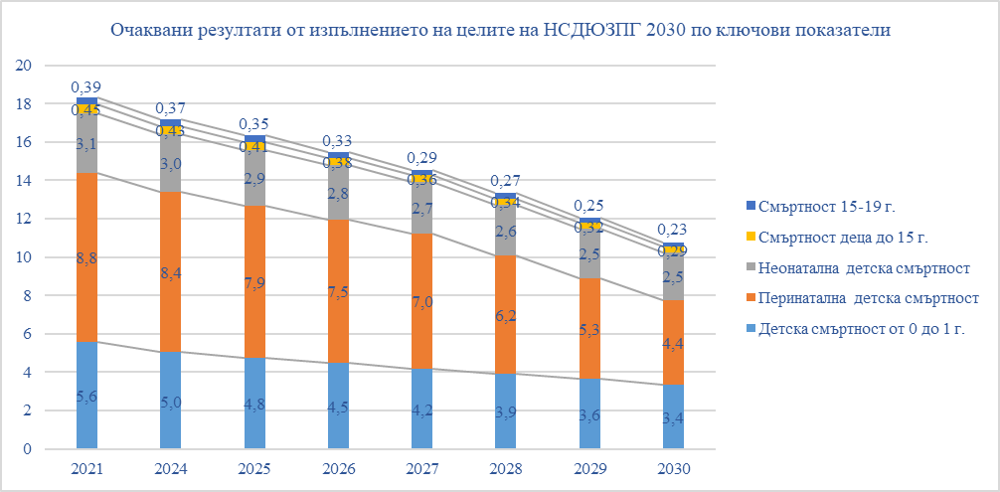 Очаквани резултати от изпълнението на целите на НСДЮЗПГ 2030 по ключови показатели
20
18
16
14
12
10
8
6
4
2
0
0,39 0,37 0,35 0,33 0,29 0,27 0,25 0,23
0,45 0,43 0,41 0,38 0,36 0,34 0,32 0,29
3,1 3,0 2,9 2,8 2,7 2,6 2,5 2,5
8,8 8,4 7,9 7,5 7,0 6,2 5,3 4,4
5,6 5,0 4,8 4,5 4,2 3,9 3,6 3,4
2021 2024 2025 2026 2027 2028 2029 2030
Смъртност 15-19 г.
Смъртност деца до 15 г.
Неонатална детска смъртност
Перинатална детска смъртност
Детска смъртност от 0 до 1 г.